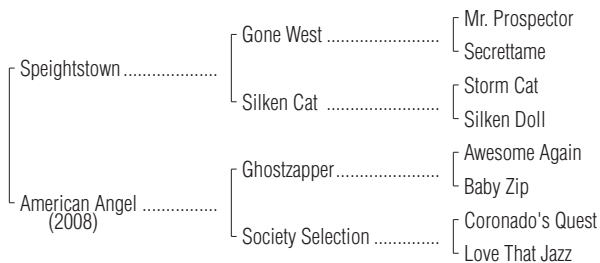 Mr. Prospector
Gone West ........................
Secrettame
Speightstown ....................
Storm Cat
Silken Cat ........................
Silken Doll
Awesome Again
Ghostzapper......................
Baby Zip
American Angel ................
(2008)
Coronado's Quest
Society Selection ..............
Love That Jazz